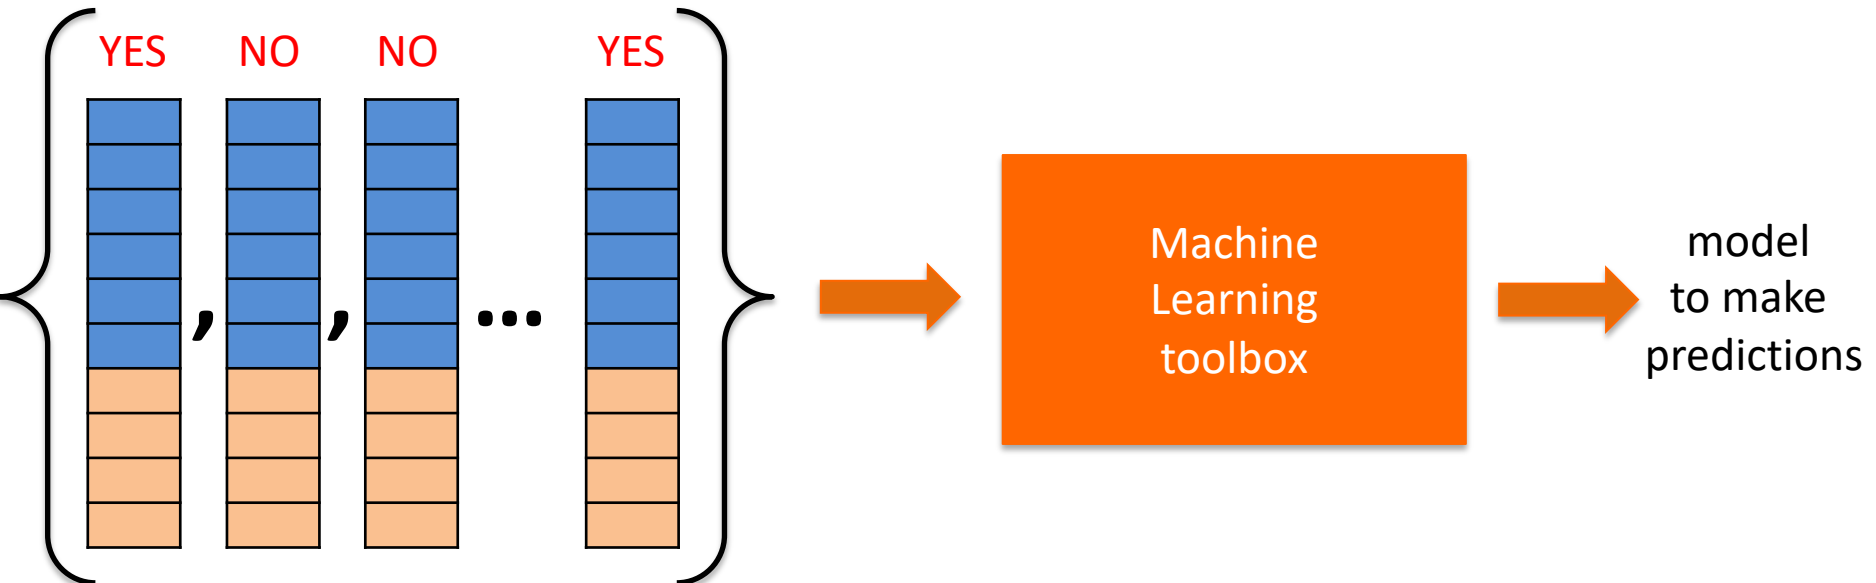 YES NO NO YES
, , ...
Machine
Learning
toolbox
model
to make
predictions